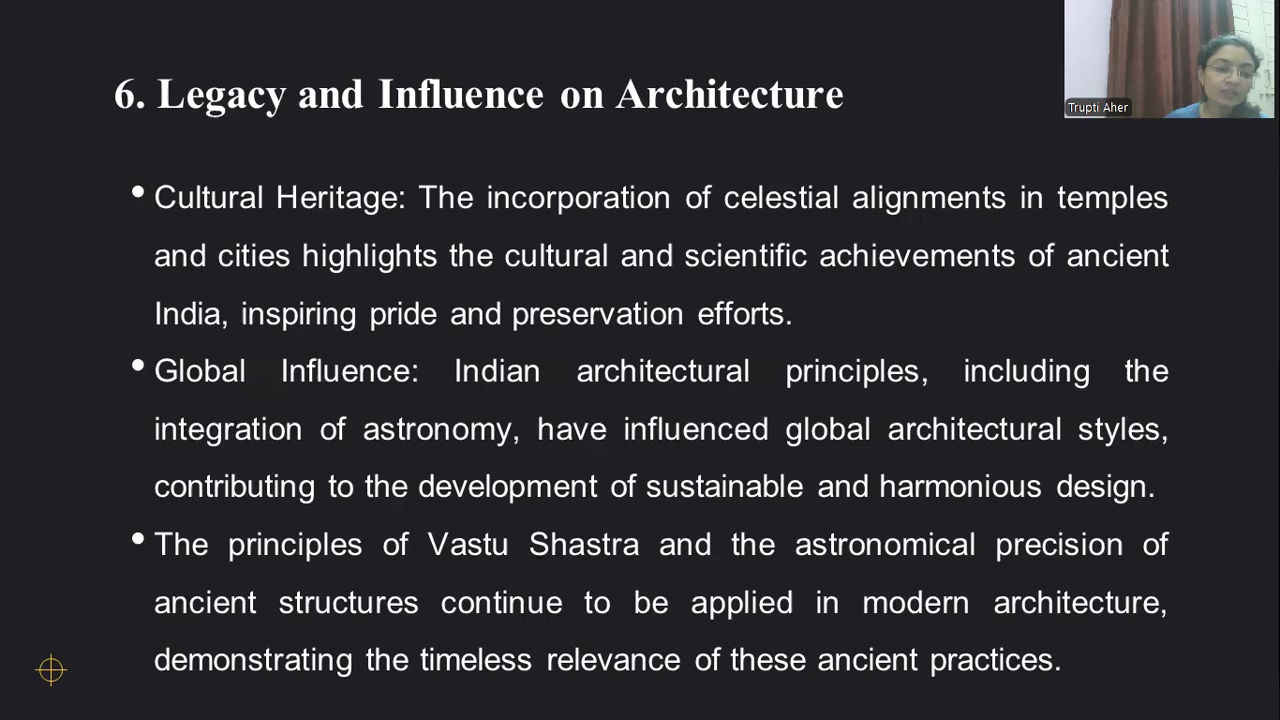 6. Legacy and Influence on Architecture
Trupti Aher
• Cultural Heritage: The incorporation of celestial alignments in temples
and cities highlights the cultural and scientific achievements of ancient
India, inspiring pride and preservation efforts.
• Global Influence: Indian architectural principles, including the
integration of astronomy, have influenced global architectural styles,
contributing to the development of sustainable and harmonious design.
• The principles of Vastu Shastra and the astronomical precision of
ancient structures continue to be applied in modern architecture,
demonstrating the timeless relevance of these ancient practices.